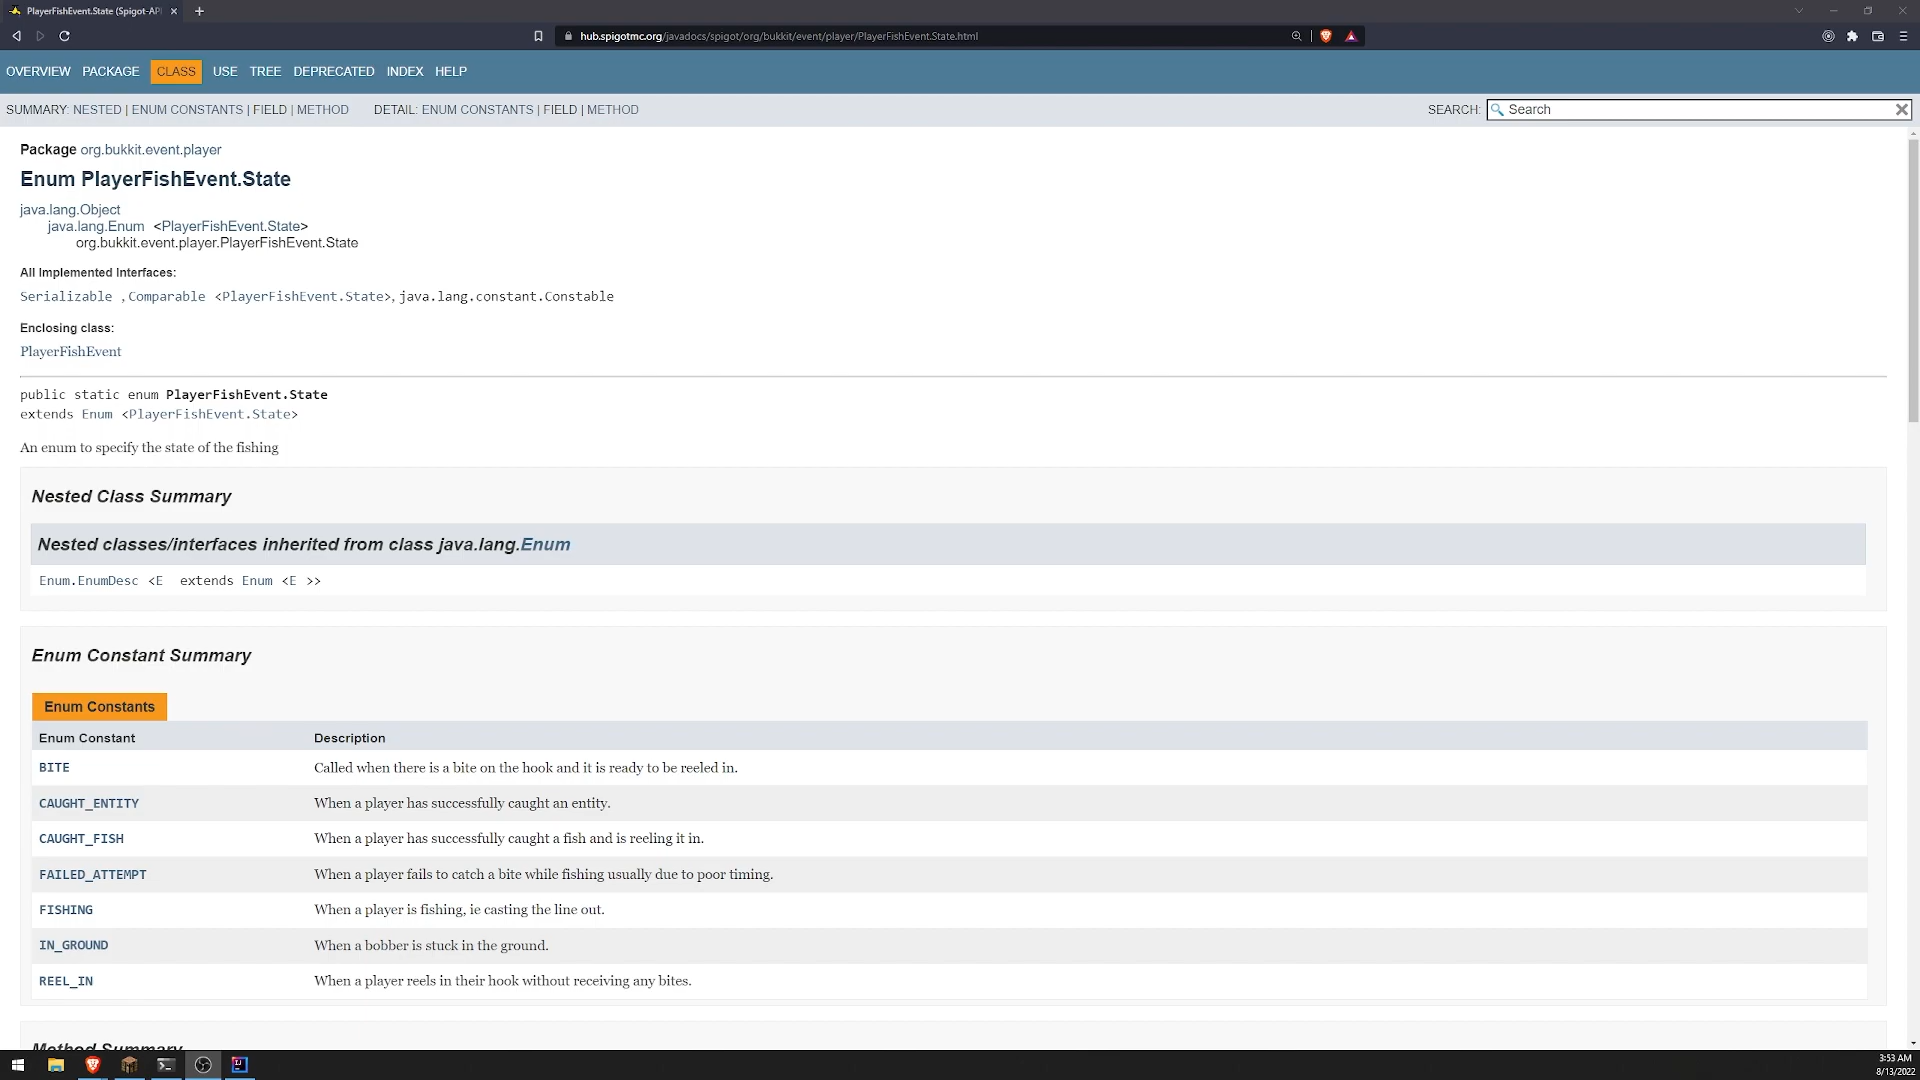 PlayerFishEvent.State (Spigot-API
hub.spigotmc.org/javadocs/spigot/org/bukkit/event/player/PlayerFishEvent.State.html
OVERVIEW PACKAGE CLASS USE TREE DEPRECATED INDEX HELP
SUMMARY: NESTED | ENUM CONSTANTS | FIELD | METHOD DETAIL: ENUM CONSTANTS | FIELD | METHOD SEARCH: Search
Package org.bukkit.event.player
Enum PlayerFishEvent.State
java.lang.Object
java.lang.Enum <PlayerFishEvent.State>
org.bukkit.event.player.PlayerFishEvent.State
All Implemented Interfaces:
Serializable , Comparable <PlayerFishEvent.State>, java.lang.constant.Constable
Enclosing class:
PlayerFishEvent
public static enum PlayerFishEvent.State
extends Enum <PlayerFishEvent.State>
An enum to specify the state of the fishing
Nested Class Summary
Nested classes/interfaces inherited from class java.lang.Enum
Enum.EnumDesc <E extends Enum <E >>
Enum Constant Summary
Enum Constants
Enum Constant Description
BITE Called when there is a bite on the hook and it is ready to be reeled in.
CAUGHT_ENTITY When a player has successfully caught an entity.
CAUGHT_FISH When a player has successfully caught a fish and is reeling it in.
FAILED_ATTEMPT When a player fails to catch a bite while fishing usually due to poor timing.
FISHING When a player is fishing, ie casting the line out.
IN_GROUND When a bobber is stuck in the ground.
REEL_IN When a player reels in their hook without receiving any bites.
Method Summary
3:53 AM
8/13/2022